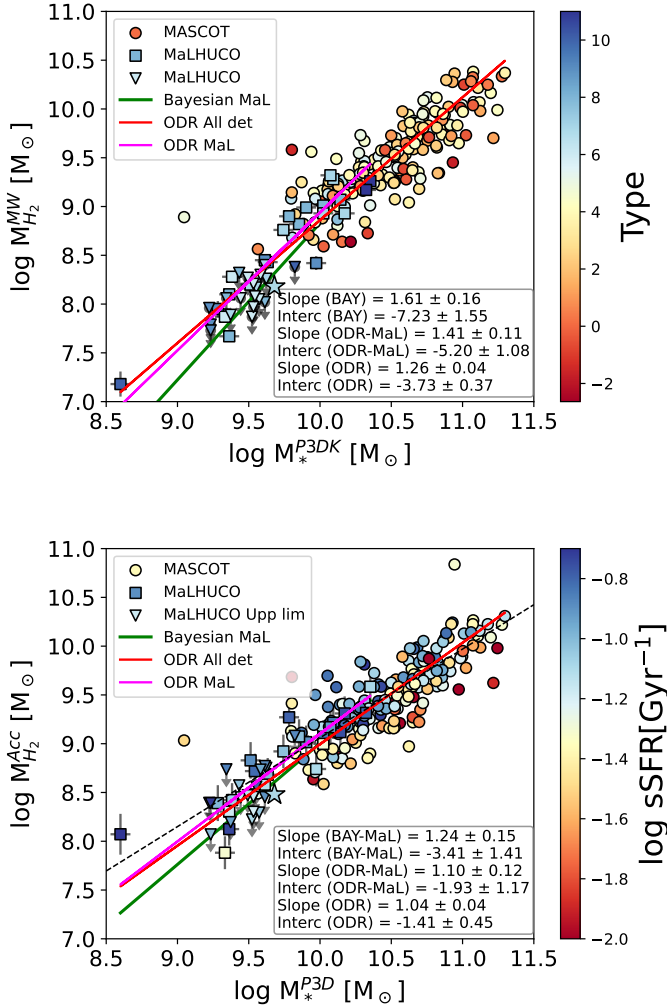 MASCOT
MaLHUCO
MaLHUCO
Bayesian MaL
ODR All det
ODR MaL
Slope (BAY) = 1.61 ± 0.16
Interc (BAY) = -7.23 ± 1.55
Slope (ODR-MaL) = 1.41 ± 0.11
Interc (ODR-MaL) = -5.20 ± 1.08
Slope (ODR) = 1.26 ± 0.04
Interc (ODR) = -3.73 ± 0.37
11.0
10.5
10.0
9.5
9.0
8.5
8.0
7.5
7.0
log M_{H_2}^{MW} [M_⊙]
8.5 9.0 9.5 10.0 10.5 11.0 11.5
log M_*^{P3DK} [M_⊙]
10
8
6
4
2
0
−2
Type
MASCOT
MaLHUCO
MaLHUCO Upp lim
Bayesian MaL
ODR All det
ODR MaL
Slope (BAY-MaL) = 1.24 ± 0.15
Interc (BAY-MaL) = -3.41 ± 1.41
Slope (ODR-MaL) = 1.10 ± 0.12
Interc (ODR-MaL) = -1.93 ± 1.17
Slope (ODR) = 1.04 ± 0.04
Interc (ODR) = -1.41 ± 0.45
11.0
10.5
10.0
9.5
9.0
8.5
8.0
7.5
7.0
log M_{H_2}^{Acc} [M_⊙]
8.5 9.0 9.5 10.0 10.5 11.0 11.5
log M_*^{P3D} [M_⊙]
−0.8
−1.0
−1.2
−1.4
−1.6
−1.8
−2.0
log sSFR[Gyr⁻¹]